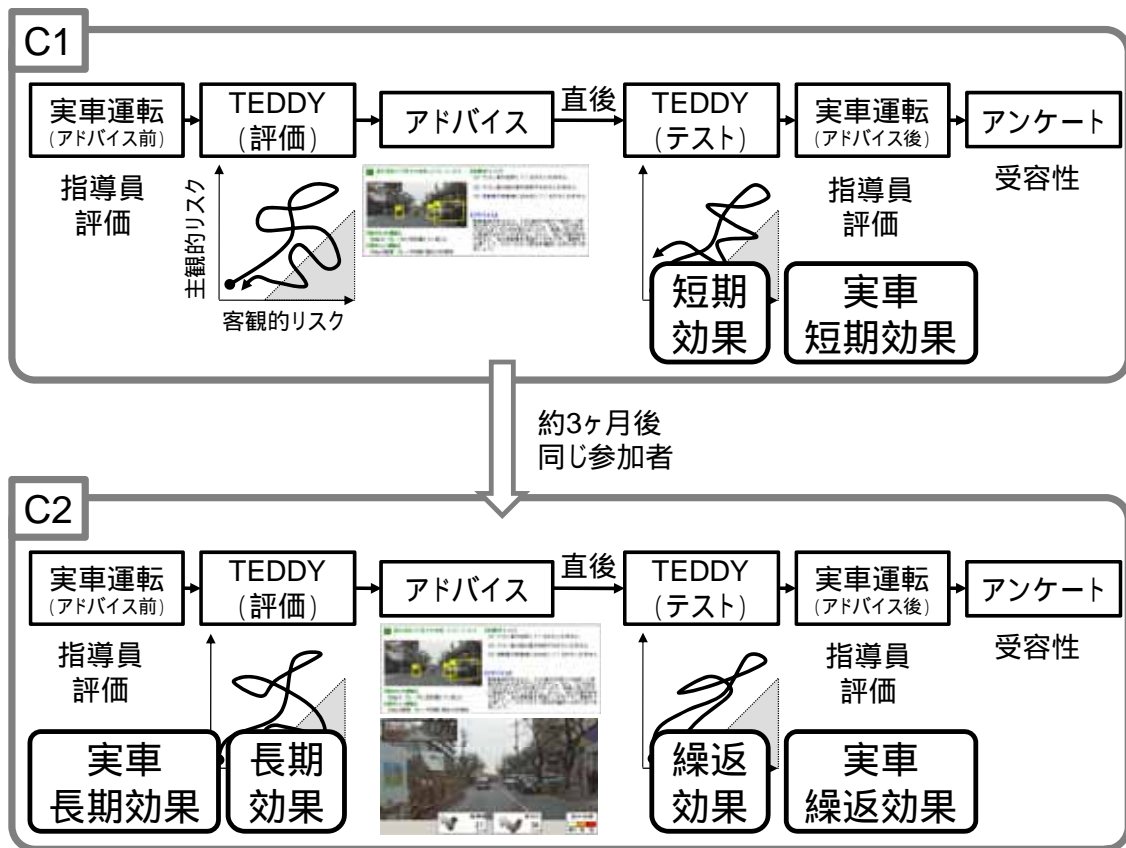 C1
実車運転
(アドバイス前)
TEDDY
(評価)
アドバイス
直後
TEDDY
(テスト)
実車運転
(アドバイス後)
アンケート
指導員
評価
主観的リスク
客観的リスク
指導員
評価
受容性
短期
効果
実車
短期効果
約3ヶ月後
同じ参加者
C2
実車運転
(アドバイス前)
TEDDY
(評価)
アドバイス
直後
TEDDY
(テスト)
実車運転
(アドバイス後)
アンケート
指導員
評価
指導員
評価
受容性
実車
長期効果
長期
効果
繰返
効果
実車
繰返効果